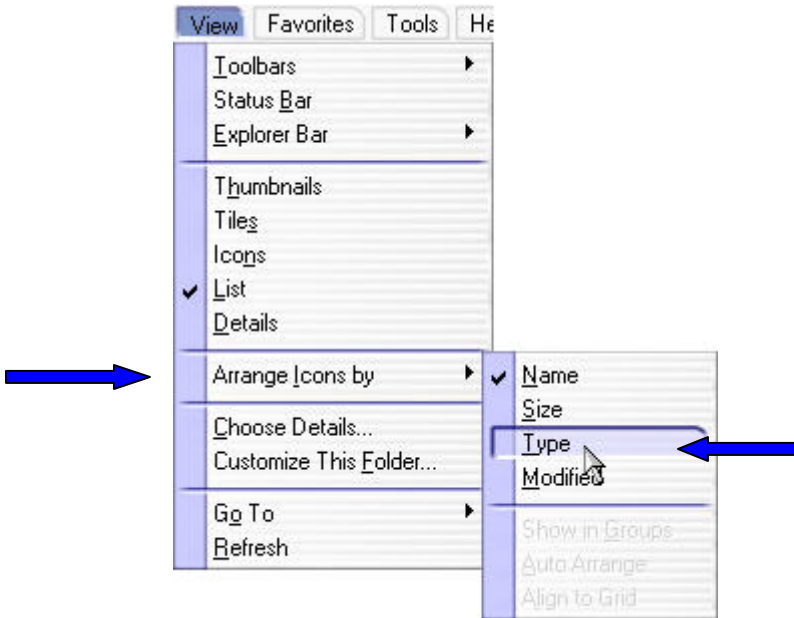 View Favorites Tools He
Toolbars
Status Bar
Explorer Bar
Thumbnails
Tiles
Icons
List
Details
Arrange Icons by
Choose Details...
Customize This Folder...
Go To
Refresh
Name
Size
Type
Modified
Show in Groups
Auto Arrange
Align to Grid